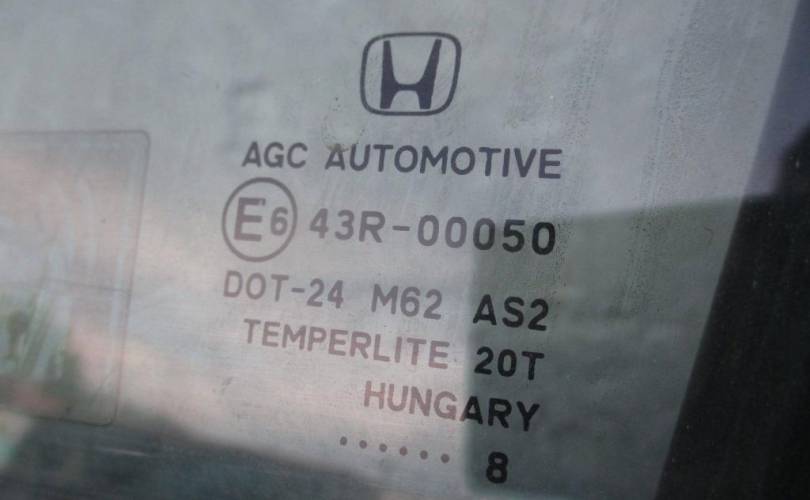 AGC AUTOMOTIVE
E6 43R-00050
DOT-24 M62 AS2
TEMPERLITE 20T
HUNGARY
...... 8